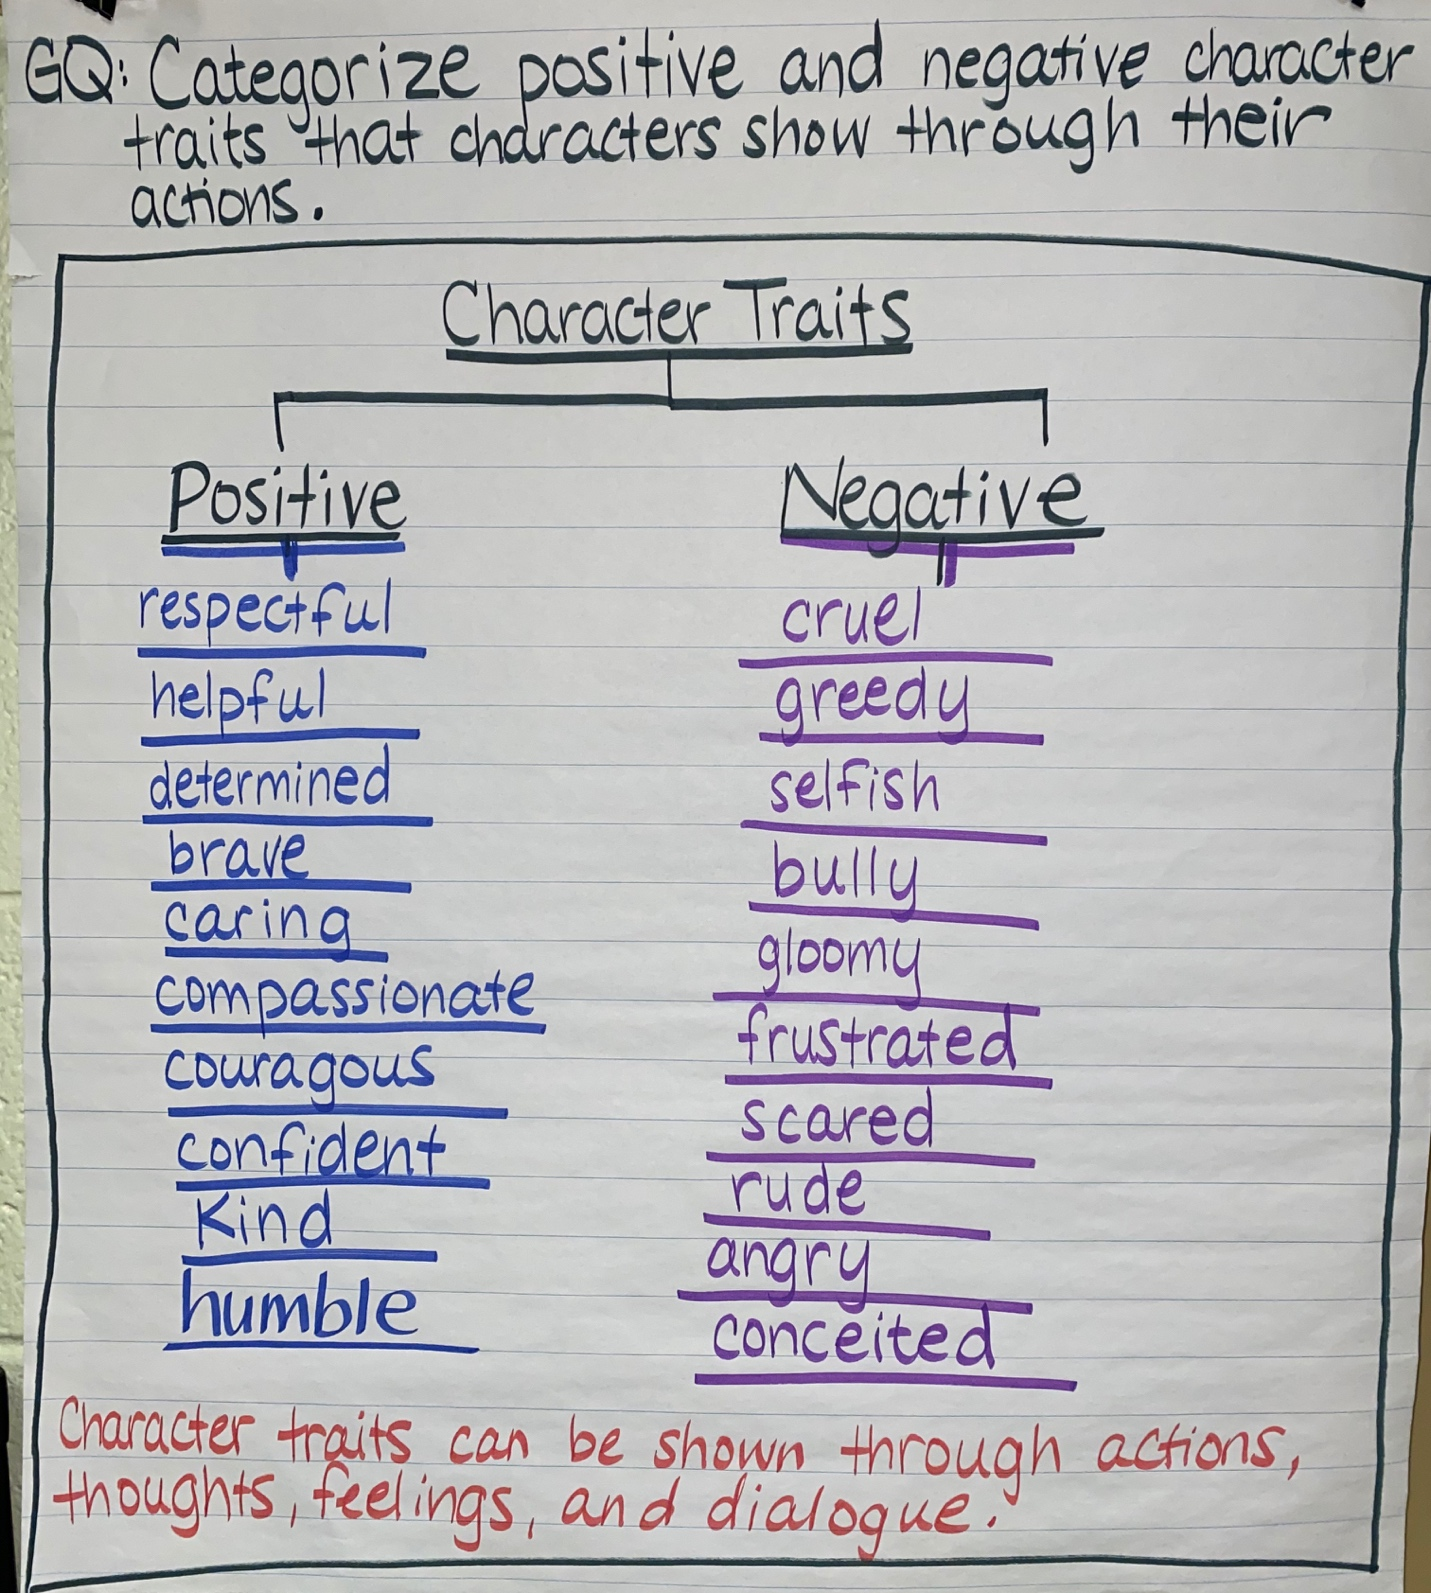 GQ: Categorize positive and negative character
traits that characters show through their
actions.
Character Traits
Positive
Negative
respectful
cruel
helpful
greedy
determined
selfish
brave
bully
caring
gloomy
compassionate
frustrated
couragous
scared
confident
rude
Kind
angry
humble
conceited
Character traits can be shown through actions,
thoughts, feelings, and dialogue.